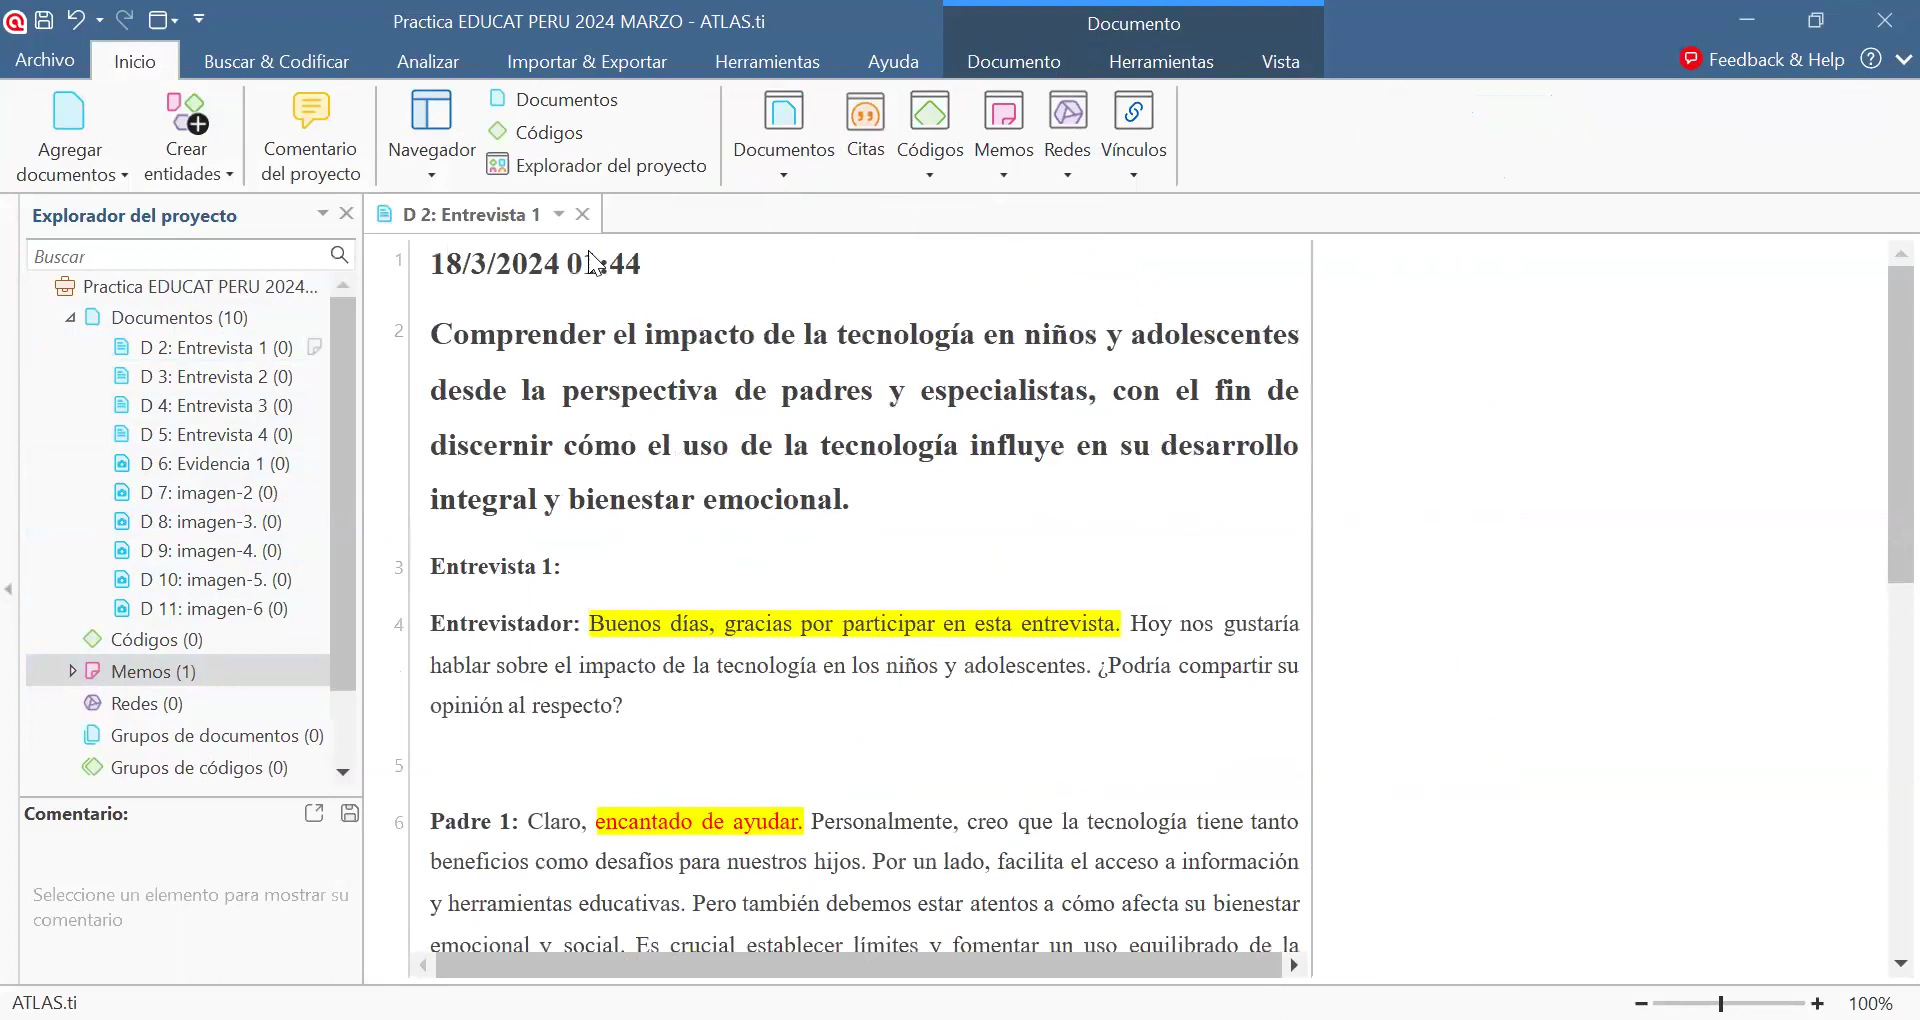 Practica EDUCAT PERU 2024 MARZO - ATLAS.ti
Documento
Archivo
Inicio
Buscar & Codificar
Analizar
Importar & Exportar
Herramientas
Ayuda
Documento
Herramientas
Vista
Feedback & Help
Agregar
documentos
Crear
entidades
Comentario
del proyecto
Navegador
Documentos
Códigos
Explorador del proyecto
Documentos
Citas
Códigos
Memos
Redes
Vínculos
Explorador del proyecto
Buscar
Practica EDUCAT PERU 2024...
Documentos (10)
D 2: Entrevista 1 (0)
D 3: Entrevista 2 (0)
D 4: Entrevista 3 (0)
D 5: Entrevista 4 (0)
D 6: Evidencia 1 (0)
D 7: imagen-2 (0)
D 8: imagen-3. (0)
D 9: imagen-4. (0)
D 10: imagen-5. (0)
D 11: imagen-6 (0)
Códigos (0)
Memos (1)
Redes (0)
Grupos de documentos (0)
Grupos de códigos (0)
Comentario:
Seleccione un elemento para mostrar su
comentario
D 2: Entrevista 1
1 18/3/2024
2 Comprender el impacto de la tecnología en niños y adolescentes
desde la perspectiva de padres y especialistas, con el fin de
discernir cómo el uso de la tecnología influye en su desarrollo
integral y bienestar emocional.
3 Entrevista 1:
4 Entrevistador: Buenos días, gracias por participar en esta entrevista. Hoy nos gustaría
hablar sobre el impacto de la tecnología en los niños y adolescentes. ¿Podría compartir su
opinión al respecto?
5
6 Padre 1: Claro, encantado de ayudar. Personalmente, creo que la tecnología tiene tanto
beneficios como desafíos para nuestros hijos. Por un lado, facilita el acceso a información
y herramientas educativas. Pero también debemos estar atentos a cómo afecta su bienestar
emocional y social. Es crucial establecer límites y fomentar un uso equilibrado de la
ATLAS.ti
100%